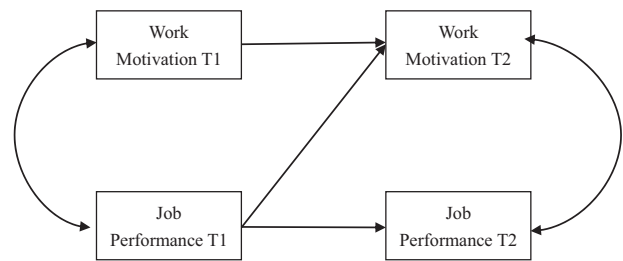 Work
Motivation T1
Work
Motivation T2
Job
Performance T1
Job
Performance T2